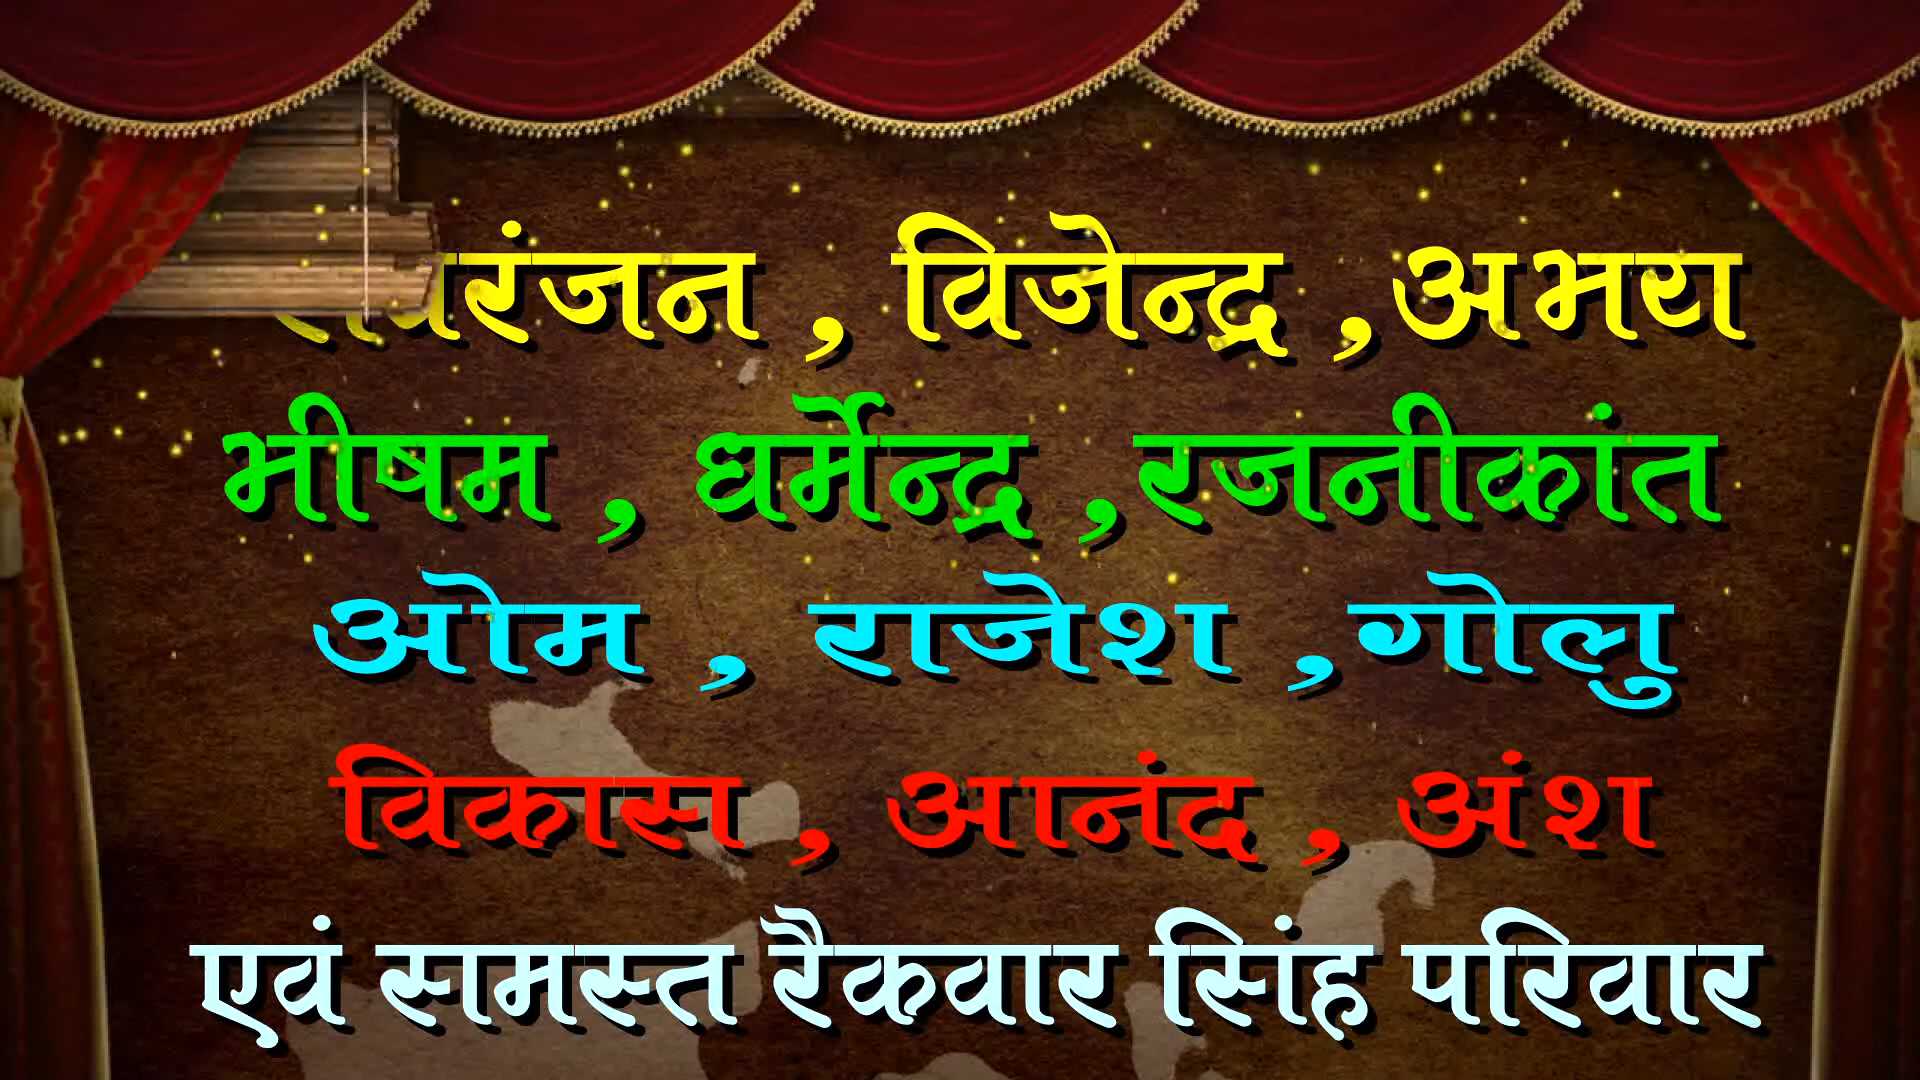 , विजेन्द्र ,अभय
भीषम , धर्मेन्द्र ,रजनीकांत
ओम , राजेश ,गोलु
विकास , आनंद , अंश
एवं समस्त रैकवार सिंह परिवार